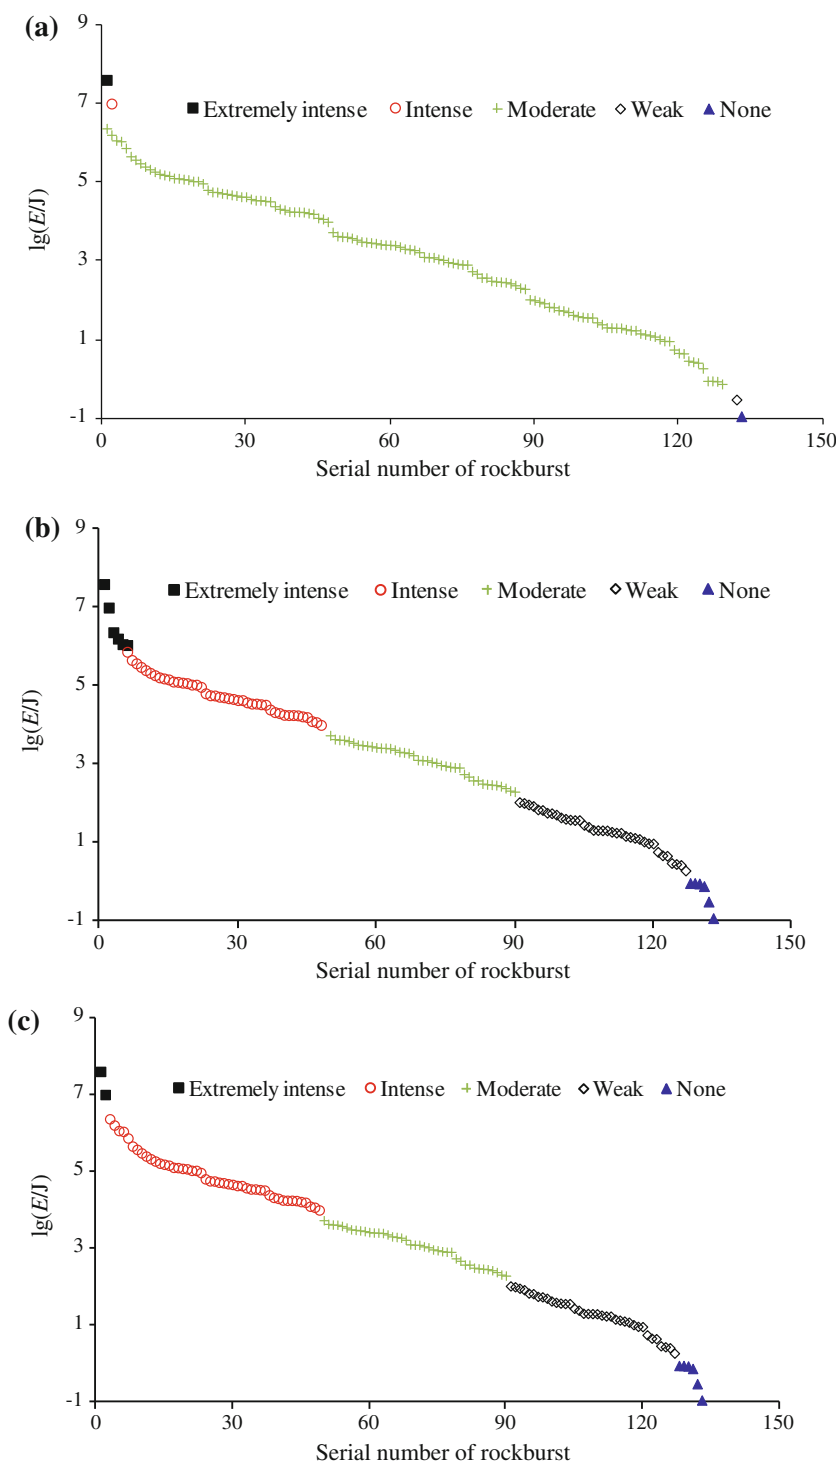 (a)
9
7
5
3
1
-1
lg(E/J)
Extremely intense Intense Moderate Weak None
0 30 60 90 120 150
Serial number of rockburst
(b)
9
7
5
3
1
-1
lg(E/J)
Extremely intense Intense Moderate Weak None
0 30 60 90 120 150
Serial number of rockburst
(c)
9
7
5
3
1
-1
lg(E/J)
Extremely intense Intense Moderate Weak None
0 30 60 90 120 150
Serial number of rockburst